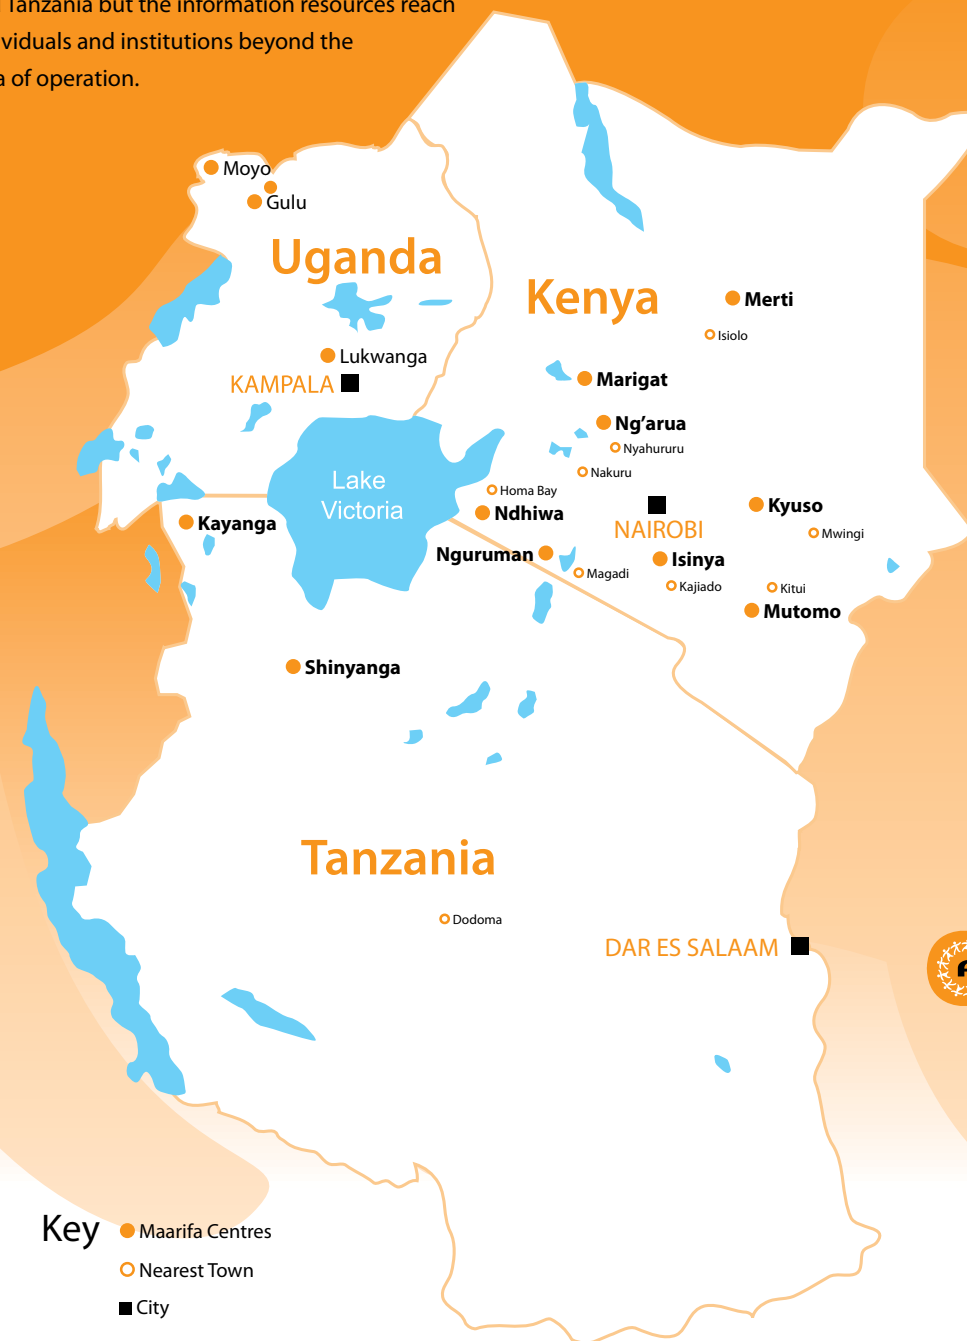 Tanzania but the information resources reach
viduals and institutions beyond the
a of operation.
Moyo
Gulu
Uganda
Kenya
Merti
Isiolo
Lukwanga
KAMPALA
Marigat
Ng’arua
Nyahururu
Nakuru
Lake
Victoria
Homa Bay
Ndhiwa
Kyuso
NAIROBI
Mwingi
Kayanga
Nguruman
Isinya
Magadi
Kajiado
Kitui
Mutomo
Shinyanga
Tanzania
Dodoma
DAR ES SALAAM
Key
Maarifa Centres
Nearest Town
City